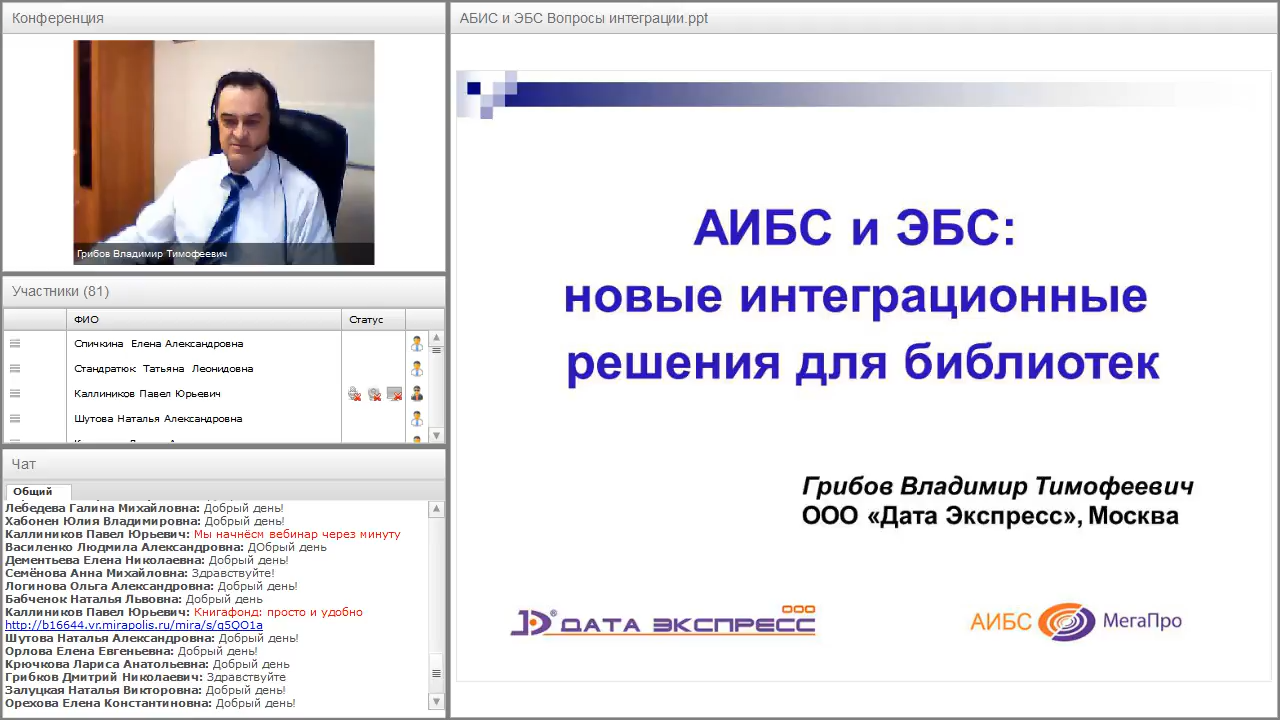 Конференция
Грибов Владимир Тимофеевич
Участники (81)
ФИО
Статус
Спичкина Елена Александровна
Стандратюк Татьяна Леонидовна
Каллиников Павел Юрьевич
Шутова Наталья Александровна
Чат
Общий
Лебедева Галина Михайловна: Добрый день!
Хабонен Юлия Владимировна: Добрый день!
Каллиников Павел Юрьевич: Мы начнём вебинар через минуту
Василенко Людмила Александровна: ДОбрый день
Дементьева Елена Николаевна: Добрый день!
Семёнова Анна Михайловна: Здравствуйте!
Логинова Ольга Александровна: Добрый день!
Бабченок Наталья Львовна: Добрый день
Каллиников Павел Юрьевич: Книгафонд: просто и удобно
http://b16644.vr.mirapolis.ru/mira/s/q5QO1a
Шутова Наталья Александровна: Добрый день!
Орлова Елена Евгеньевна: Добрый день!
Крючкова Лариса Анатольевна: Добрый день
Грибков Дмитрий Николаевич: Здравствуйте
Залуцкая Наталья Викторовна: Добрый день!
Орехова Елена Константиновна: Добрый день!
АБИС и ЭБС Вопросы интеграции.ppt
АИБС и ЭБС:
новые интеграционные
решения для библиотек
Грибов Владимир Тимофеевич
ООО «Дата Экспресс», Москва
ООО
ДАТА ЭКСПРЕСС
АИБС МегаПро